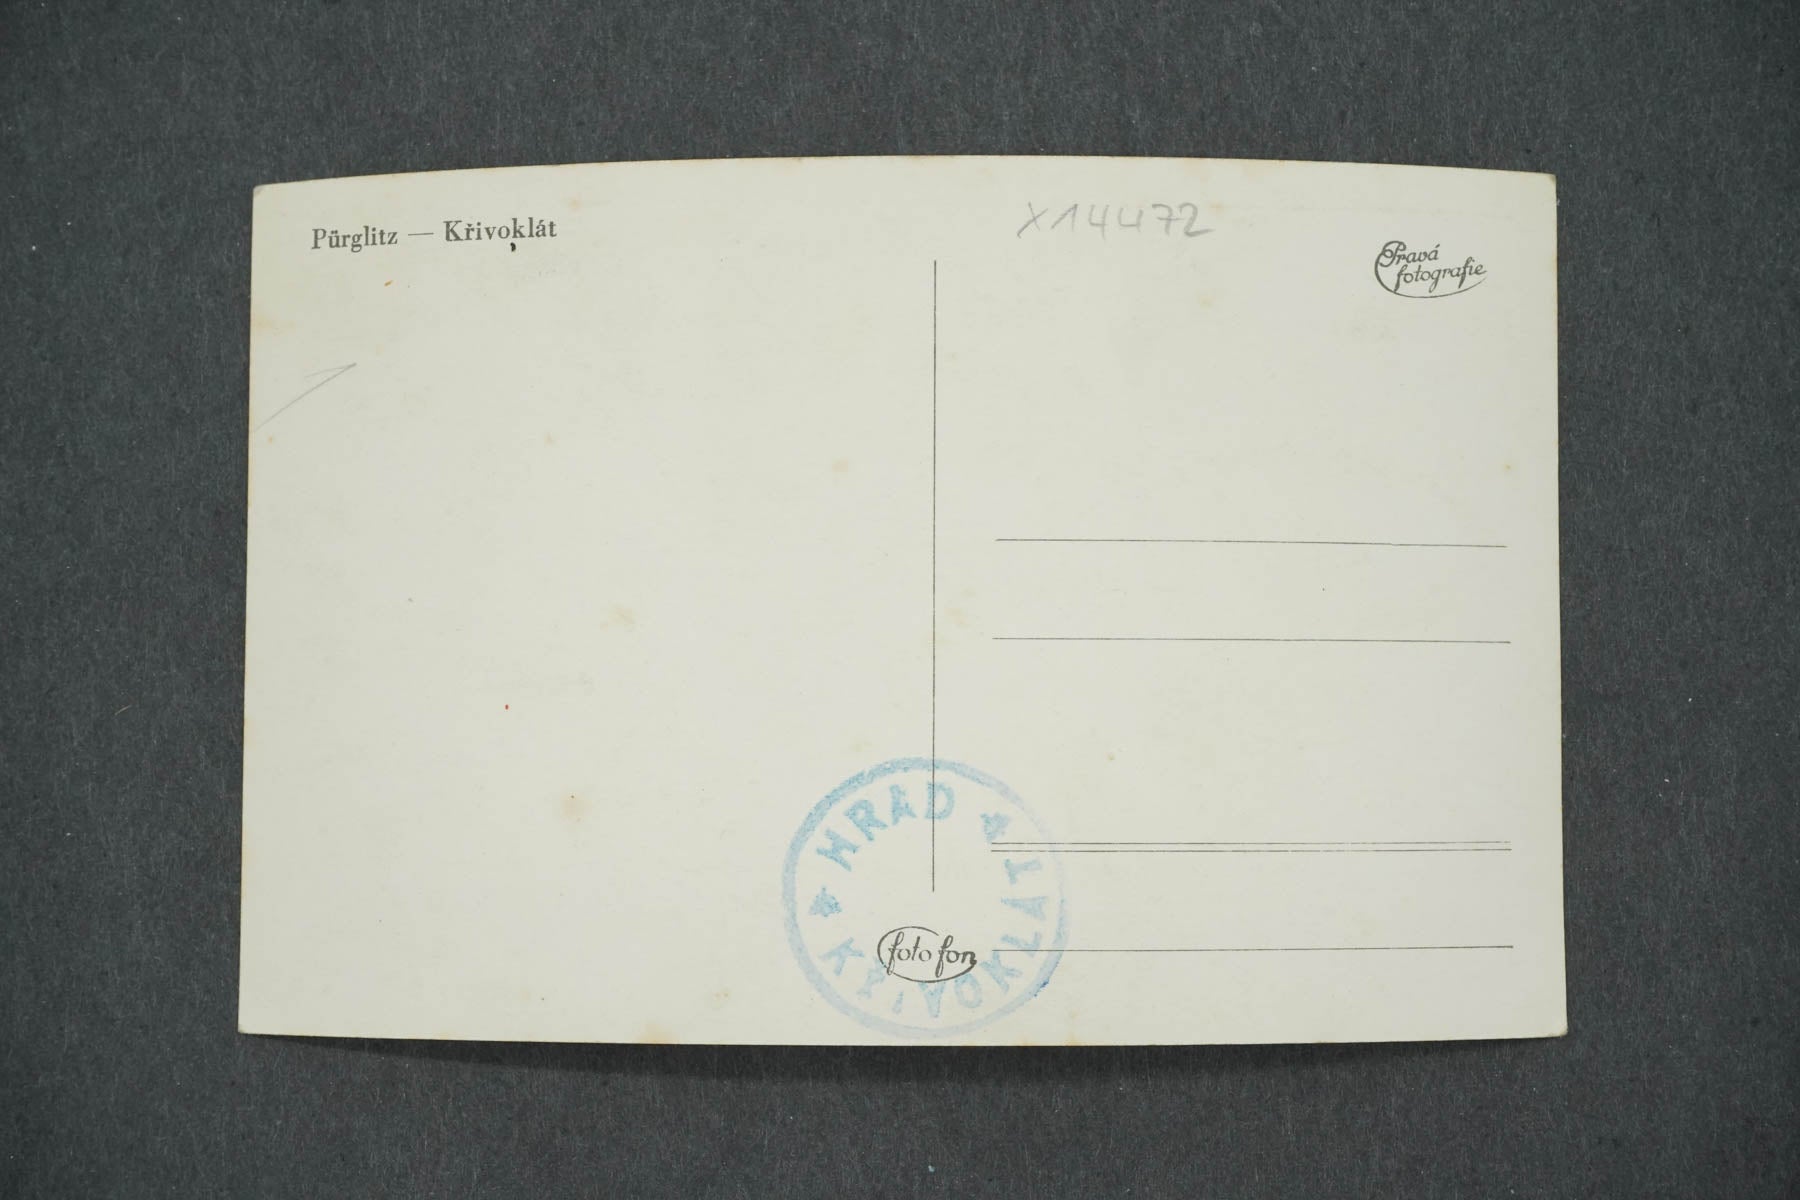 Pürglitz — Křivoklát
X14472
Pravá
fotografie
HRAD
KŘIVOKLÁT
foto fon